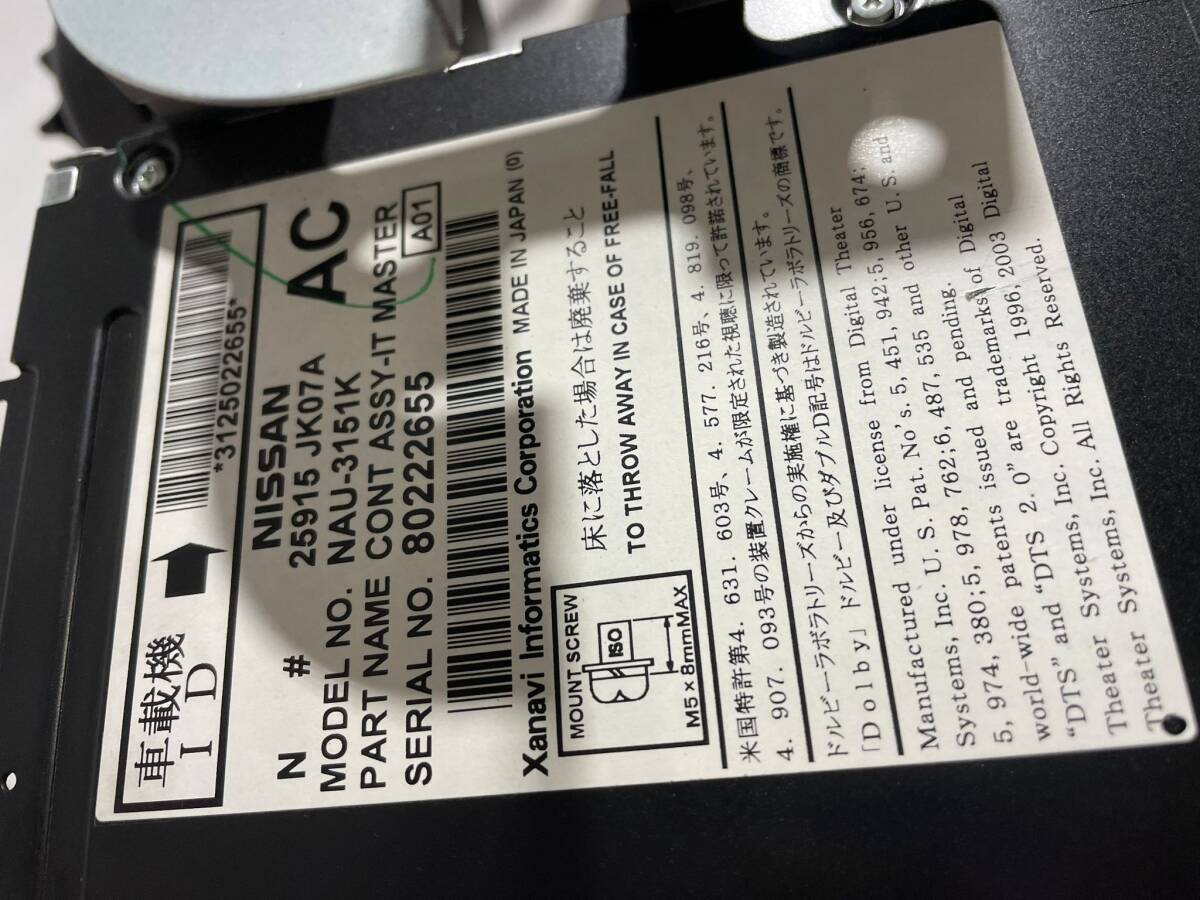 車載機
ID
*3125022655*
NISSAN
N # 25915 JK07A AC
MODEL NO. NAU-3151K
PART NAME CONT ASSY-IT MASTER
SERIAL NO. 80222655 A01
Xanavi Informatics Corporation MADE IN JAPAN (0)
MOUNT SCREW
ISO
M5×8mmMAX
床に落とした場合は廃棄すること
TO THROW AWAY IN CASE OF FREE-FALL
米国特許第4. 631. 603号、4. 577. 216号、4. 819. 098号、
4. 907. 093号の装置クレームが限定された視聴に限って許諾されています。
ドルビーラボラトリーズからの実施権に基づき製造されています。
「Dolby」ドルビー及びダブルD記号はドルビーラボラトリーズの商標です。
Manufactured under license from Digital Theater
Systems, Inc. U. S. Pat. No's. 5, 451, 942;5, 956, 674;
5, 974, 380;5, 978, 762;6, 487, 535 and other U. S. and
world-wide patents issued and pending.
"DTS" and "DTS 2. 0" are trademarks of Digital
Theater Systems, Inc. Copyright 1996, 2003 Digital
Theater Systems, Inc. All Rights Reserved.